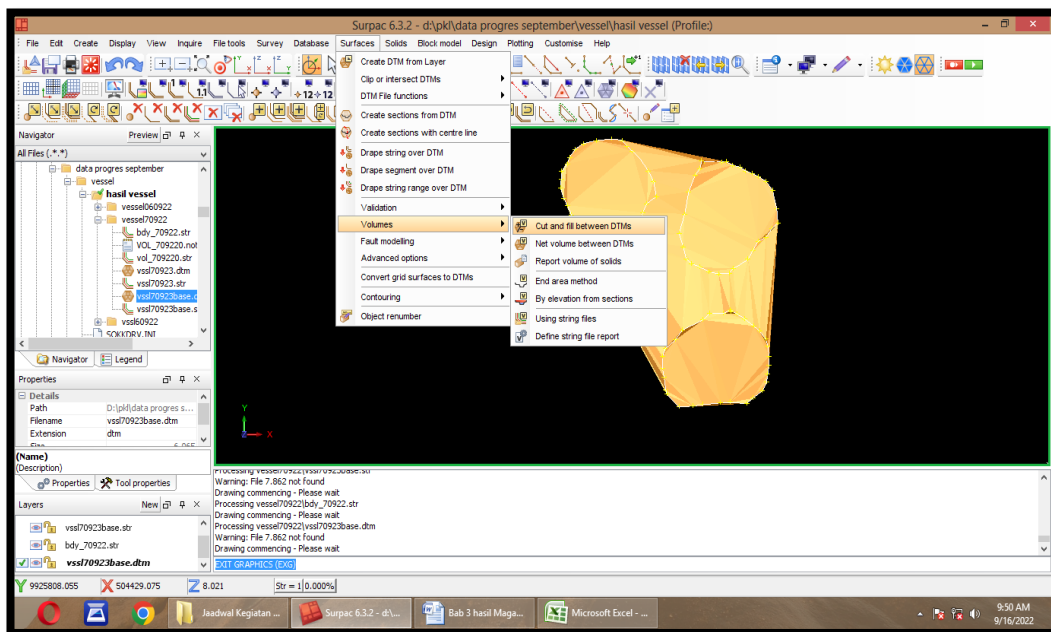 Surpac 6.3.2 - d:\pkl\data progres september\vessel\hasil vessel (Profile:)
File Edit Create Display View Inquire File tools Survey Database Surfaces Solids Block model Design Plotting Customise Help
Create DTM from Layer
Clip or intersect DTMs
DTM File functions
Create sections from DTM
Create sections with centre line
Drape string over DTM
Drape segment over DTM
Drape string range over DTM
Validation
Volumes
Fault modelling
Advanced options
Convert grid surfaces to DTMs
Contouring
Object renumber
Cut and fill between DTMs
Net volume between DTMs
Report volume of solids
End area method
By elevation from sections
Using string files
Define string file report
Navigator Preview
All Files (*.*)
data progres september
vessel
hasil vessel
vessel060922
vessel70922
bdy_70922.str
VOL_709220.not
vol_709220.str
vssl70923.dtm
vssl70923.str
vssl70923base.d
vssl70923base.s
vssl60922
SOKKDRV.INI
Navigator Legend
Properties
Details
Path D:\pkl\data progres s...
Filename vssl70923base.dtm
Extension dtm
(Name)
(Description)
Properties Tool properties
Layers New
vssl70923base.str
bdy_70922.str
vssl70923base.dtm
Y
Z X
Processing vessel70922\vssl70923base.str
Warning: File 7.862 not found
Drawing commencing - Please wait
Processing vessel70922\bdy_70922.str
Drawing commencing - Please wait
Processing vessel70922\vssl70923base.dtm
Warning: File 7.862 not found
Drawing commencing - Please wait
EXIT GRAPHICS (EXG)
Y 9925808.055 X 504429.075 Z 8.021 Str = 1 0.000%
Jaadwal Kegiatan ... Surpac 6.3.2 - d:\... Bab 3 hasil Maga... Microsoft Excel - ...
9:50 AM
9/16/2022